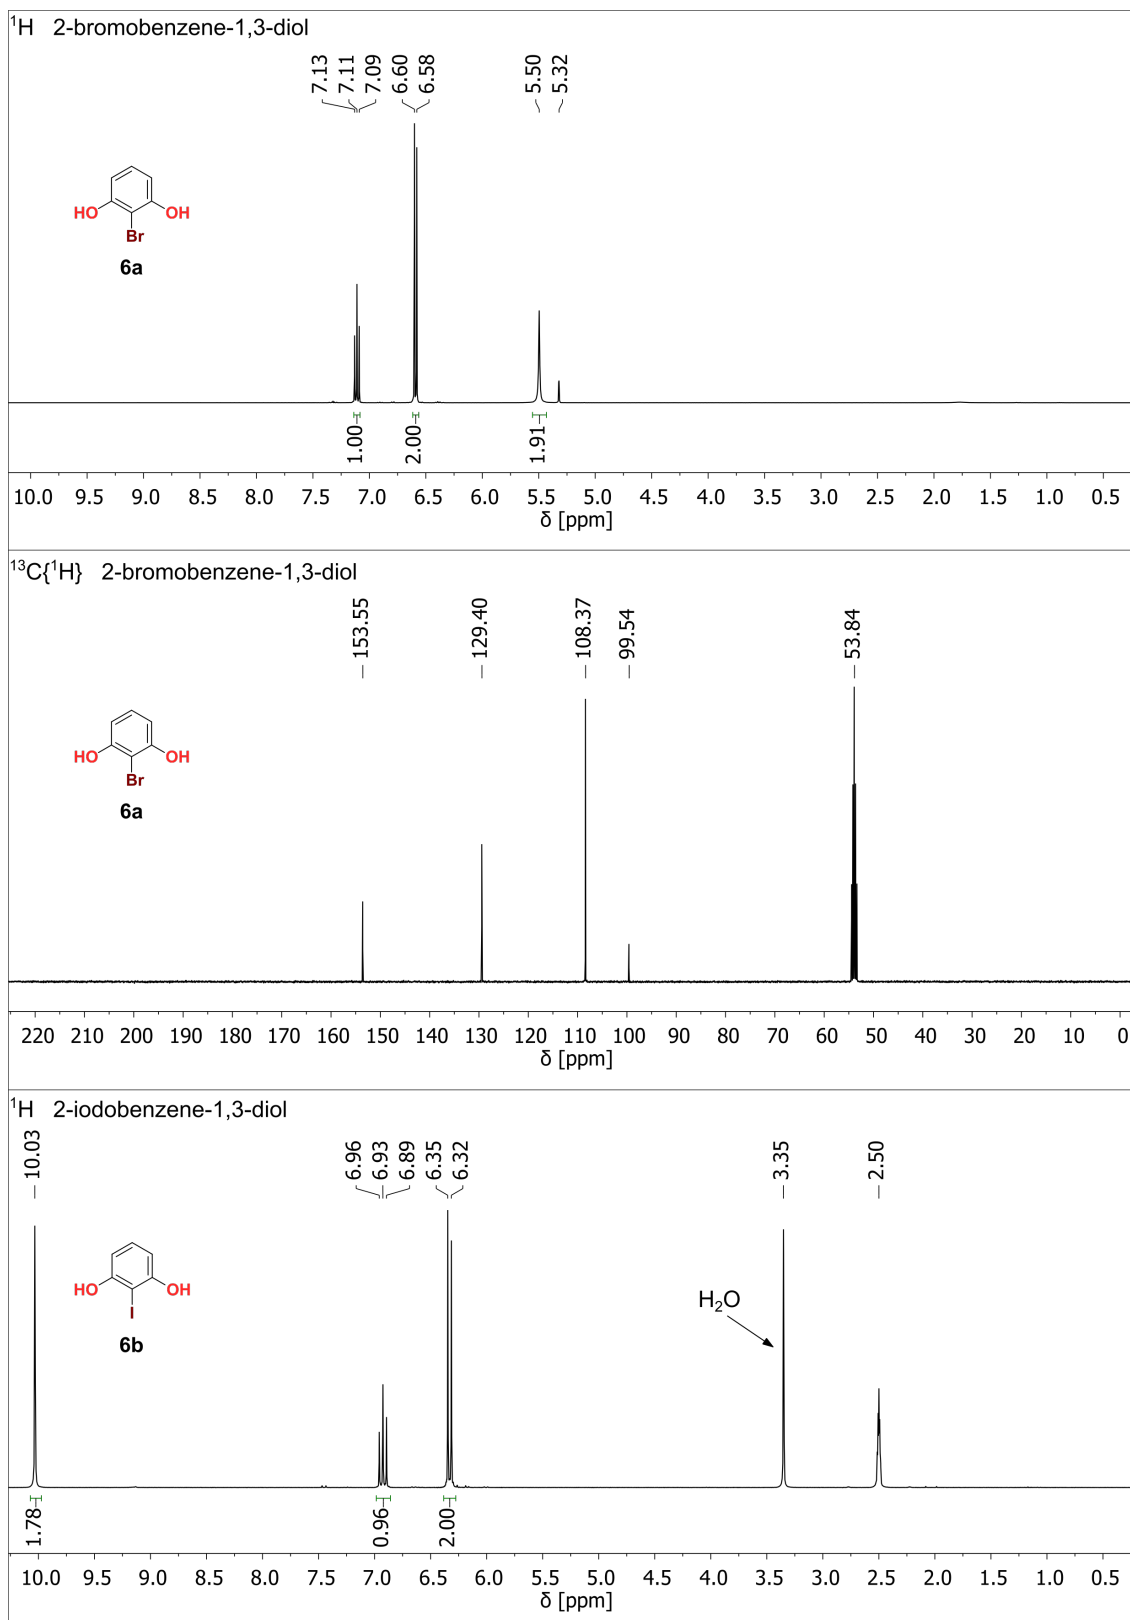 ¹H 2-bromobenzene-1,3-diol
7.13 7.11 7.09 6.60 6.58 5.50 5.32
HO OH
Br
6a
1.00 2.00 1.91
10.0 9.5 9.0 8.5 8.0 7.5 7.0 6.5 6.0 5.5 5.0 4.5 4.0 3.5 3.0 2.5 2.0 1.5 1.0 0.5
δ [ppm]
¹³C{¹H} 2-bromobenzene-1,3-diol
153.55 129.40 108.37 99.54 53.84
HO OH
Br
6a
220 210 200 190 180 170 160 150 140 130 120 110 100 90 80 70 60 50 40 30 20 10 0
δ [ppm]
¹H 2-iodobenzene-1,3-diol
10.03 6.96 6.93 6.89 6.35 6.32 3.35 2.50
HO OH
I
6b
H₂O
1.78 0.96 2.00
10.0 9.5 9.0 8.5 8.0 7.5 7.0 6.5 6.0 5.5 5.0 4.5 4.0 3.5 3.0 2.5 2.0 1.5 1.0 0.5
δ [ppm]